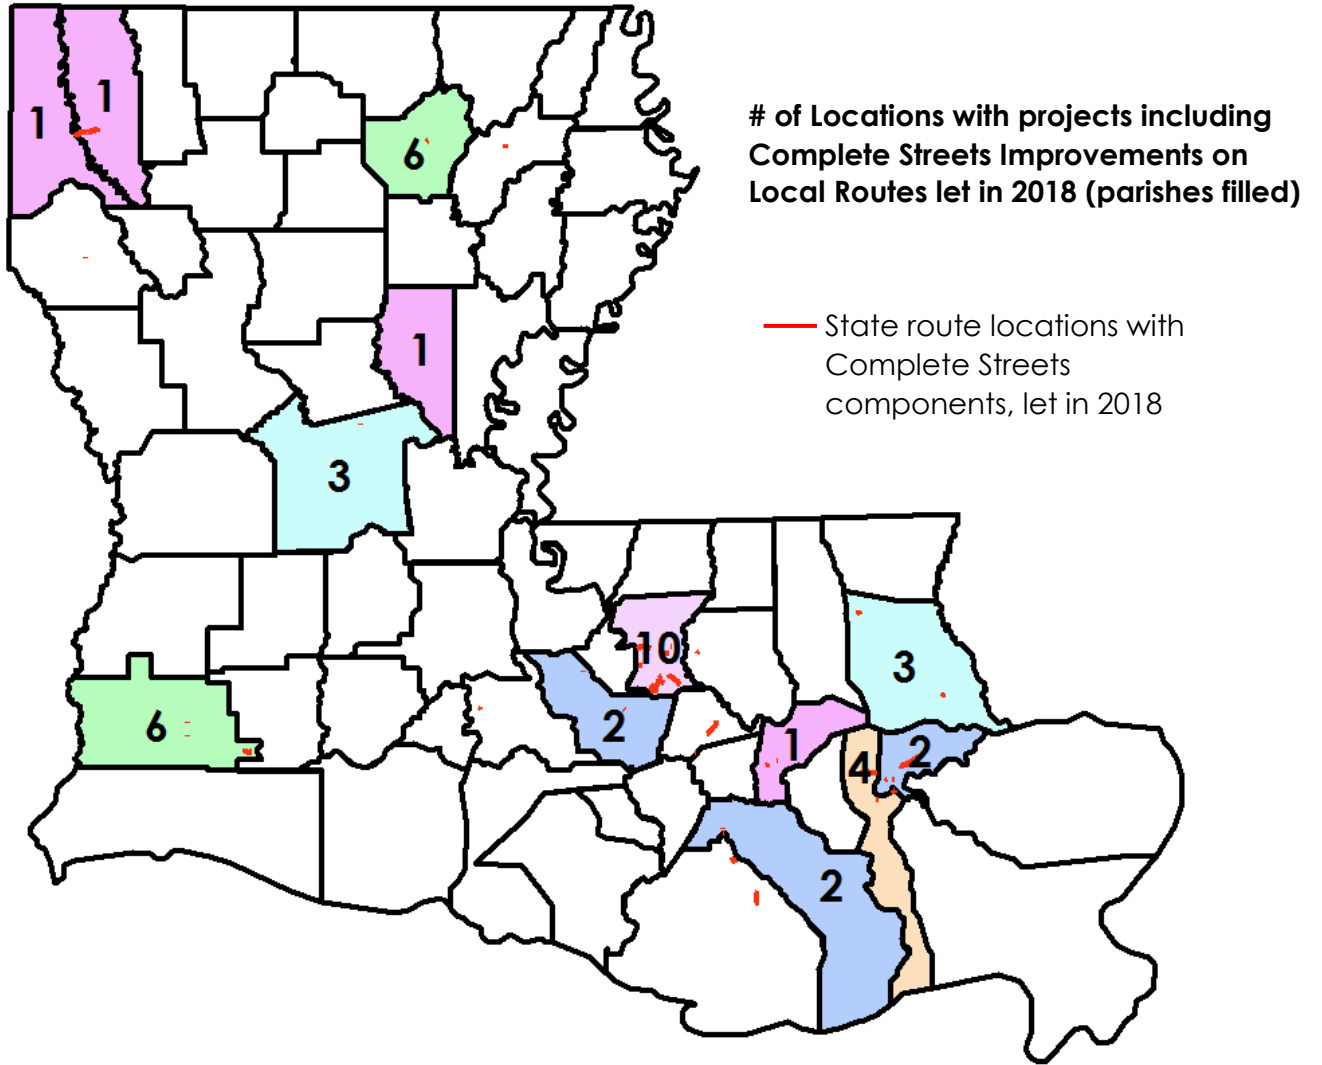 1
1
# of Locations with projects including
Complete Streets Improvements on
Local Routes let in 2018 (parishes filled)
6
State route locations with
Complete Streets
components, let in 2018
1
3
10
3
6
2
1
4
2
2